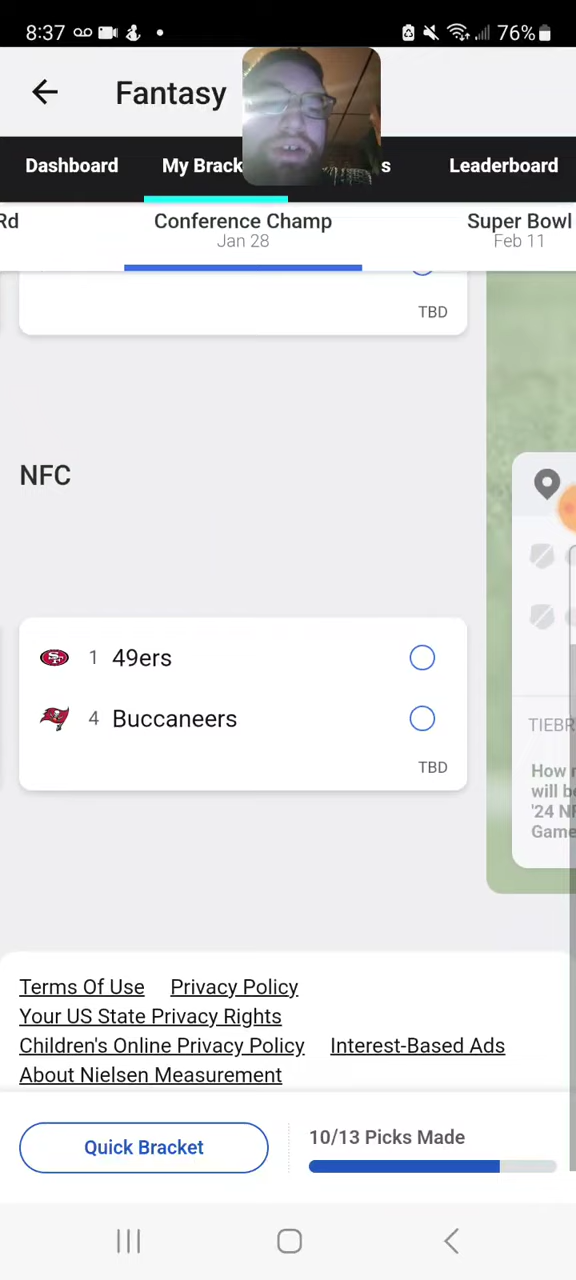 8:37
76%
Fantasy
Dashboard
My Brack
s
Leaderboard
Rd
Conference Champ
Super Bowl
Jan 28
Feb 11
TBD
NFC
1 49ers
4 Buccaneers
TBD
TIEBR
How
will be
'24 N
Game
Terms Of Use Privacy Policy
Your US State Privacy Rights
Children's Online Privacy Policy Interest-Based Ads
About Nielsen Measurement
Quick Bracket
10/13 Picks Made